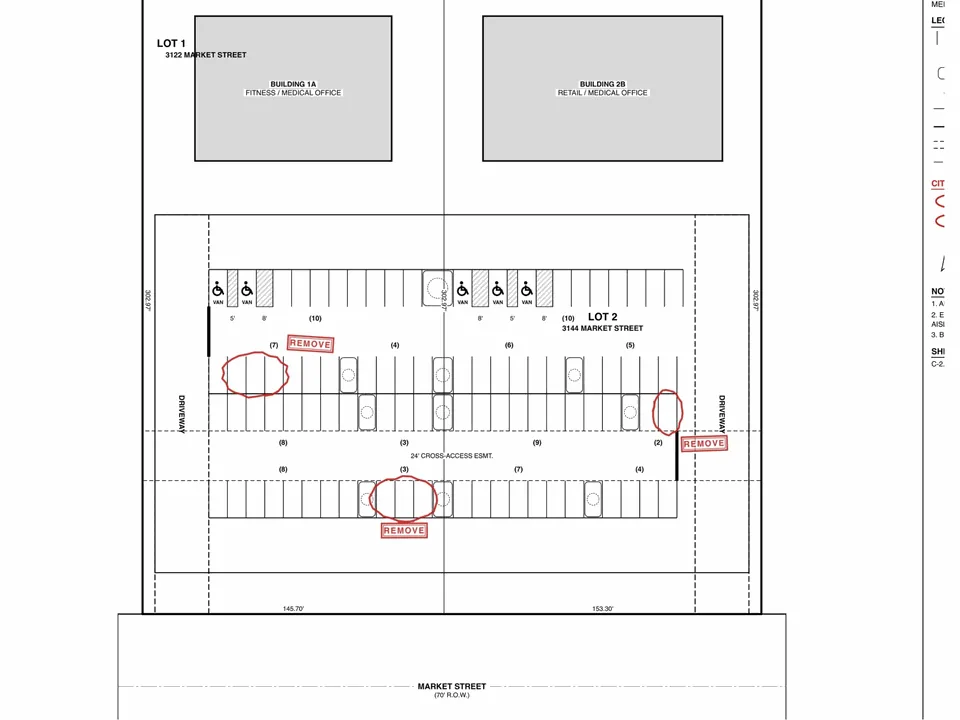 LOT 1
3122 MARKET STREET
BUILDING 1A
FITNESS / MEDICAL OFFICE
BUILDING 2B
RETAIL / MEDICAL OFFICE
302.97'
302.97'
302.97'
VAN
VAN
VAN
VAN
VAN
5'
8'
(10)
8'
5'
8'
(10)
LOT 2
3144 MARKET STREET
(7)
REMOVE
(4)
(6)
(5)
DRIVEWAY
DRIVEWAY
(8)
(3)
(9)
(2)
REMOVE
24' CROSS-ACCESS ESMT.
(8)
(3)
(7)
(4)
REMOVE
145.70'
153.30'
MARKET STREET
(70' R.O.W.)
CIT
1. A
2. E
3. B
C-2.